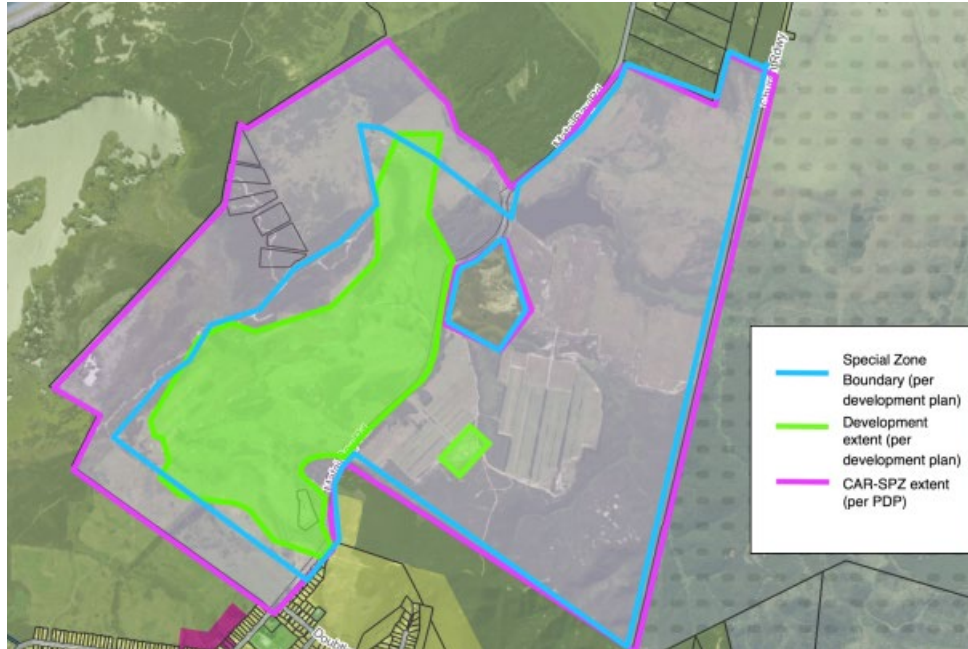 Special Zone
Boundary (per
development plan)
Development
extent (per
development plan)
CAR-SPZ extent
(per PDP)